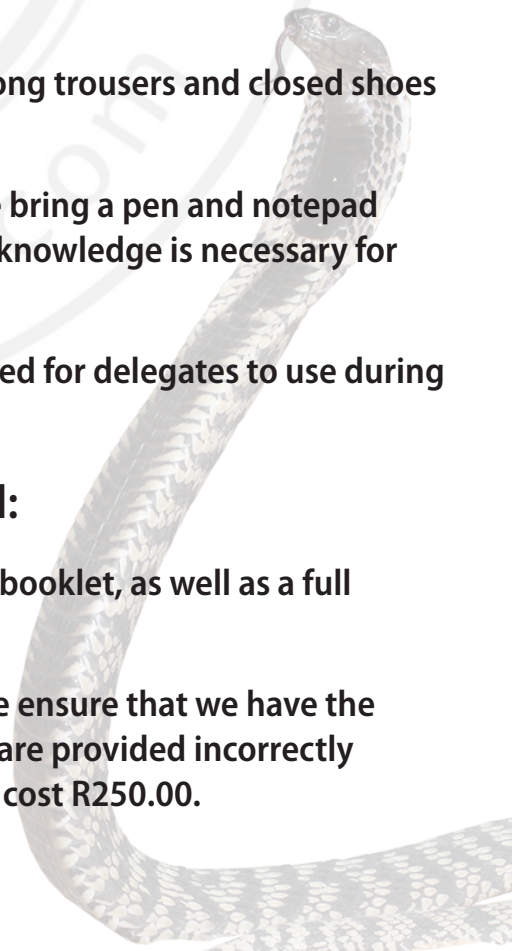 ong trousers and closed shoes
bring a pen and notepad
knowledge is necessary for
ed for delegates to use during
:
booklet, as well as a full
e ensure that we have the
are provided incorrectly
cost R250.00.
com